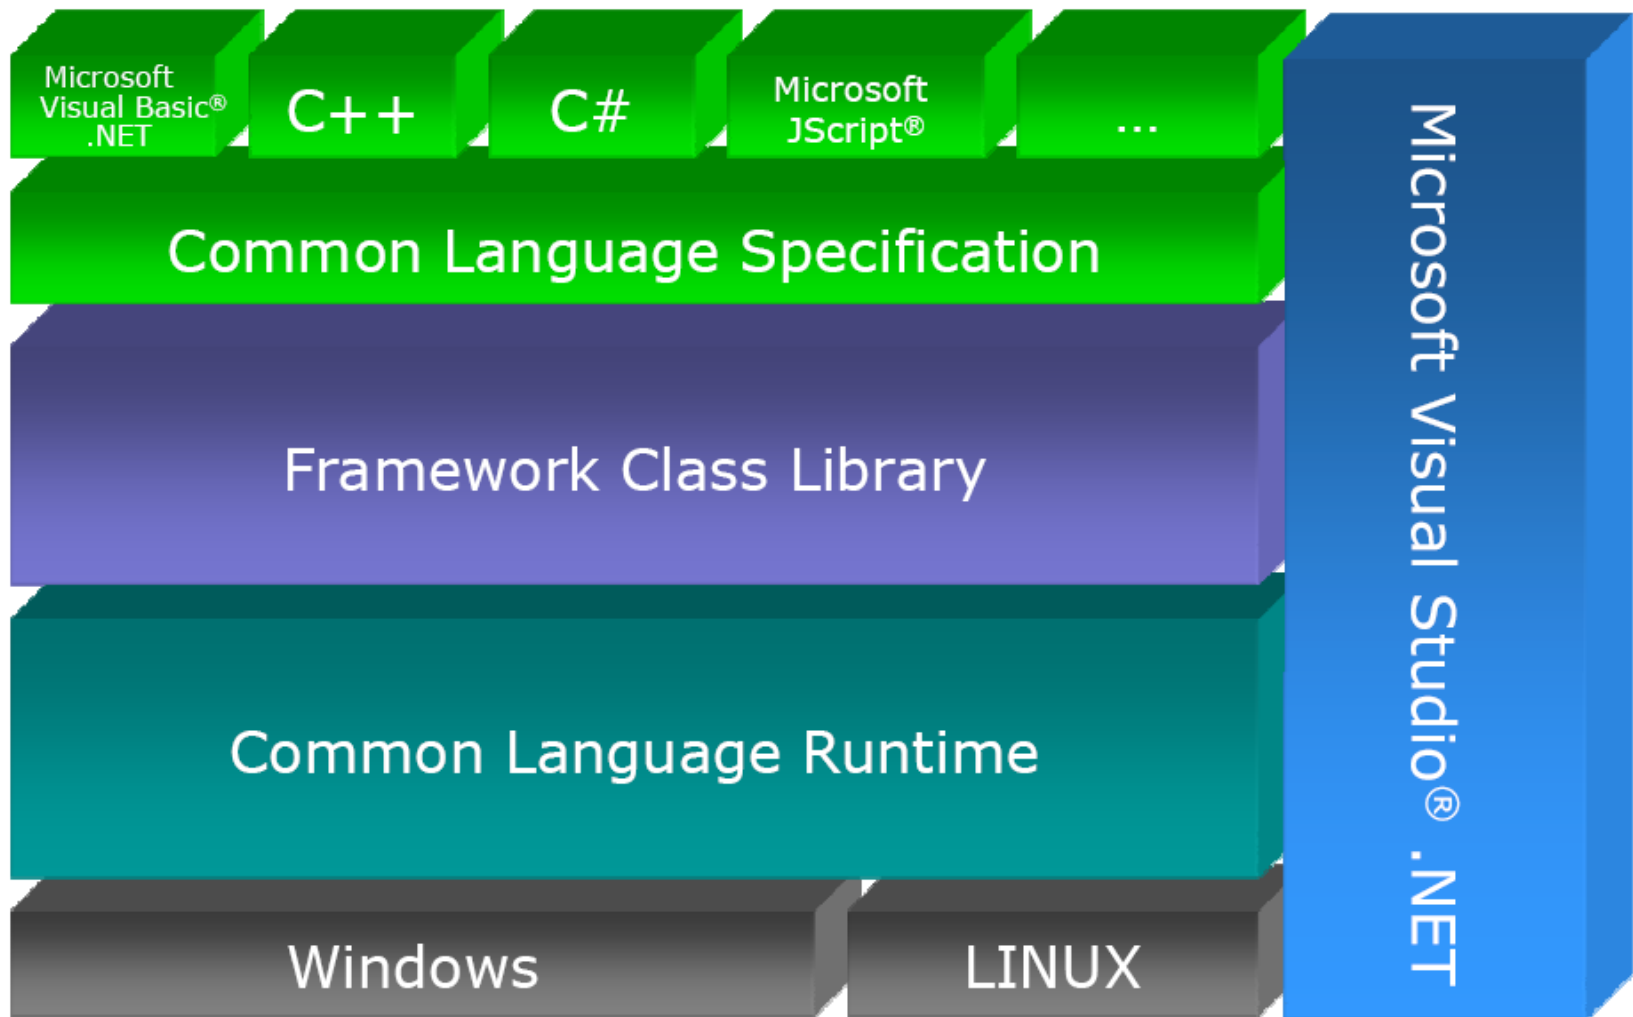 Microsoft
Visual Basic®
.NET
C++
C#
Microsoft
JScript®
...
Common Language Specification
Framework Class Library
Common Language Runtime
Windows
LINUX
Microsoft Visual Studio® .NET